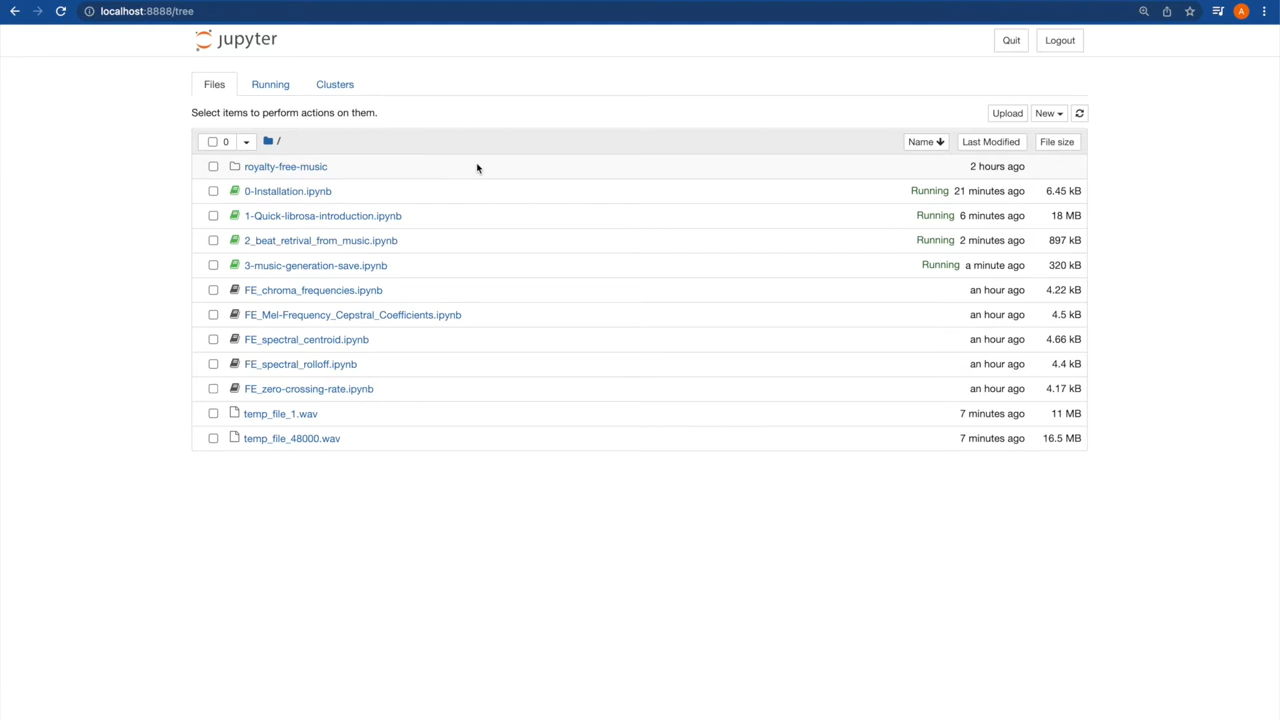 localhost:8888/tree
A
jupyter
Quit Logout
Files Running Clusters
Select items to perform actions on them.
Upload New
0 / Name Last Modified File size
royalty-free-music 2 hours ago
0-Installation.ipynb Running 21 minutes ago 6.45 kB
1-Quick-librosa-introduction.ipynb Running 6 minutes ago 18 MB
2_beat_retrival_from_music.ipynb Running 2 minutes ago 897 kB
3-music-generation-save.ipynb Running a minute ago 320 kB
FE_chroma_frequencies.ipynb an hour ago 4.22 kB
FE_Mel-Frequency_Cepstral_Coefficients.ipynb an hour ago 4.5 kB
FE_spectral_centroid.ipynb an hour ago 4.66 kB
FE_spectral_rolloff.ipynb an hour ago 4.4 kB
FE_zero-crossing-rate.ipynb an hour ago 4.17 kB
temp_file_1.wav 7 minutes ago 11 MB
temp_file_48000.wav 7 minutes ago 16.5 MB